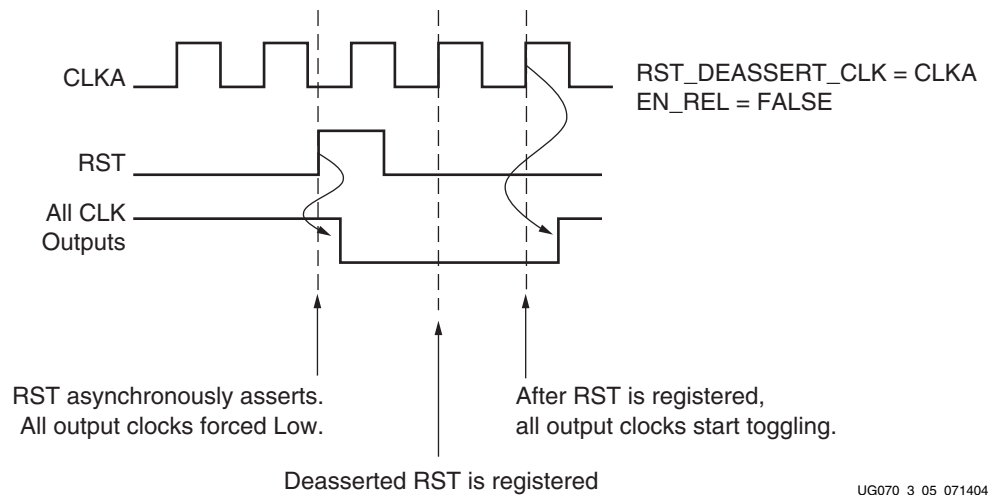 CLKA
RST_DEASSERT_CLK = CLKA
EN_REL = FALSE
RST
All CLK
Outputs
RST asynchronously asserts.
All output clocks forced Low.
After RST is registered,
all output clocks start toggling.
Deasserted RST is registered
UG070_3_05_071404